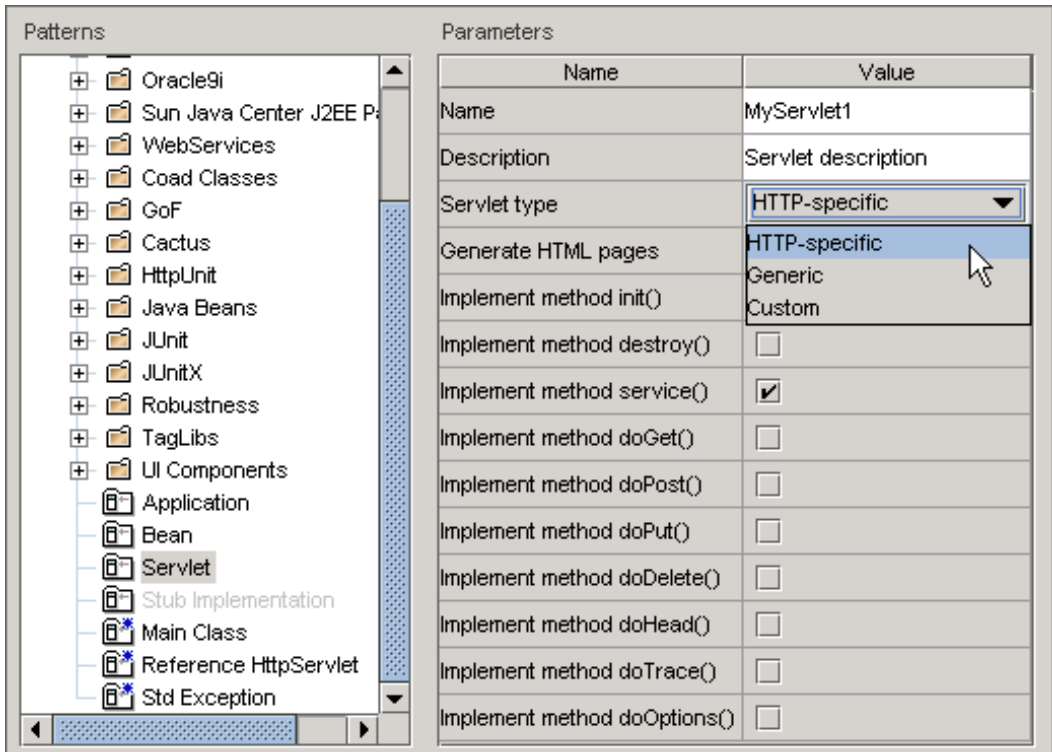 Patterns
Oracle9i
Sun Java Center J2EE Pa
WebServices
Coad Classes
GoF
Cactus
HttpUnit
Java Beans
JUnit
JUnitX
Robustness
TagLibs
UI Components
Application
Bean
Servlet
Stub Implementation
Main Class
Reference HttpServlet
Std Exception
Parameters
Name Value
Name MyServlet1
Description Servlet description
Servlet type HTTP-specific
HTTP-specific
Generate HTML pages
Generic
Implement method init()
Custom
Implement method destroy()
Implement method service()
Implement method doGet()
Implement method doPost()
Implement method doPut()
Implement method doDelete()
Implement method doHead()
Implement method doTrace()
Implement method doOptions()